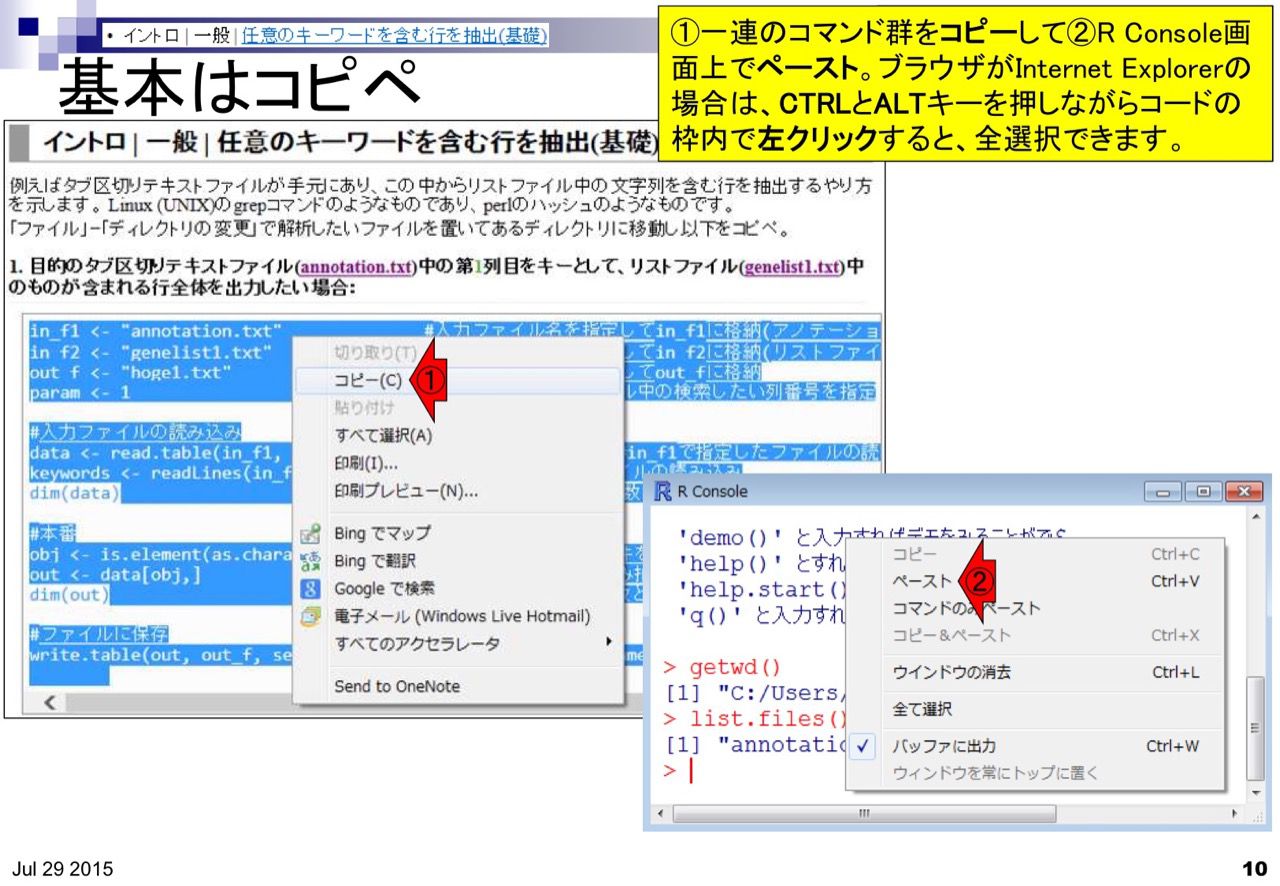 • イントロ | 一般 | 任意のキーワードを含む行を抽出(基礎)
基本はコピペ
①一連のコマンド群をコピーして②R Console画
面上でペースト。ブラウザがInternet Explorerの
場合は、CTRLとALTキーを押しながらコードの
枠内で左クリックすると、全選択できます。
イントロ | 一般 | 任意のキーワードを含む行を抽出(基礎)
例えばタブ区切りテキストファイルが手元にあり、この中からリストファイル中の文字列を含む行を抽出するやり方
を示します。Linux (UNIX)のgrepコマンドのようなものであり、perlのハッシュのようなものです。
「ファイル」-「ディレクトリの変更」で解析したいファイルを置いてあるディレクトリに移動し以下をコピペ。
1. 目的のタブ区切りテキストファイル(annotation.txt)中の第1列目をキーとして、リストファイル(genelist1.txt)中
のものが含まれる行全体を出力したい場合:
in_f1 <- "annotation.txt" #入力ファイル名を指定してin_f1に格納(アノテーショ
in_f2 <- "genelist1.txt" してin_f2に格納(リストファイ
out_f <- "hoge1.txt" してout_fに格納
param <- 1 ル中の検索したい列番号を指定
#入力ファイルの読み込み
data <- read.table(in_f1, in_f1で指定したファイルの読
keywords <- readLines(in_f イルの読み込み
dim(data) 数
#本番
obj <- is.element(as.chara
out <- data[obj,]
dim(out)
#ファイルに保存
write.table(out, out_f, se me
切り取り(T)
コピー(C)
①
貼り付け
すべて選択(A)
印刷(I)...
印刷プレビュー(N)...
Bing でマップ
Bing で翻訳
Google で検索
電子メール (Windows Live Hotmail)
すべてのアクセラレータ
Send to OneNote
R Console
'demo()' と入力すればデモをみることができ
'help()' とすれ
'help.start()
'q()' と入力すれ
> getwd()
[1] "C:/Users/
> list.files()
[1] "annotatio
>
コピー Ctrl+C
ペースト Ctrl+V
②
コマンドのみペースト
コピー&ペースト Ctrl+X
ウインドウの消去 Ctrl+L
全て選択
バッファに出力 Ctrl+W
ウィンドウを常にトップに置く
Jul 29 2015
10